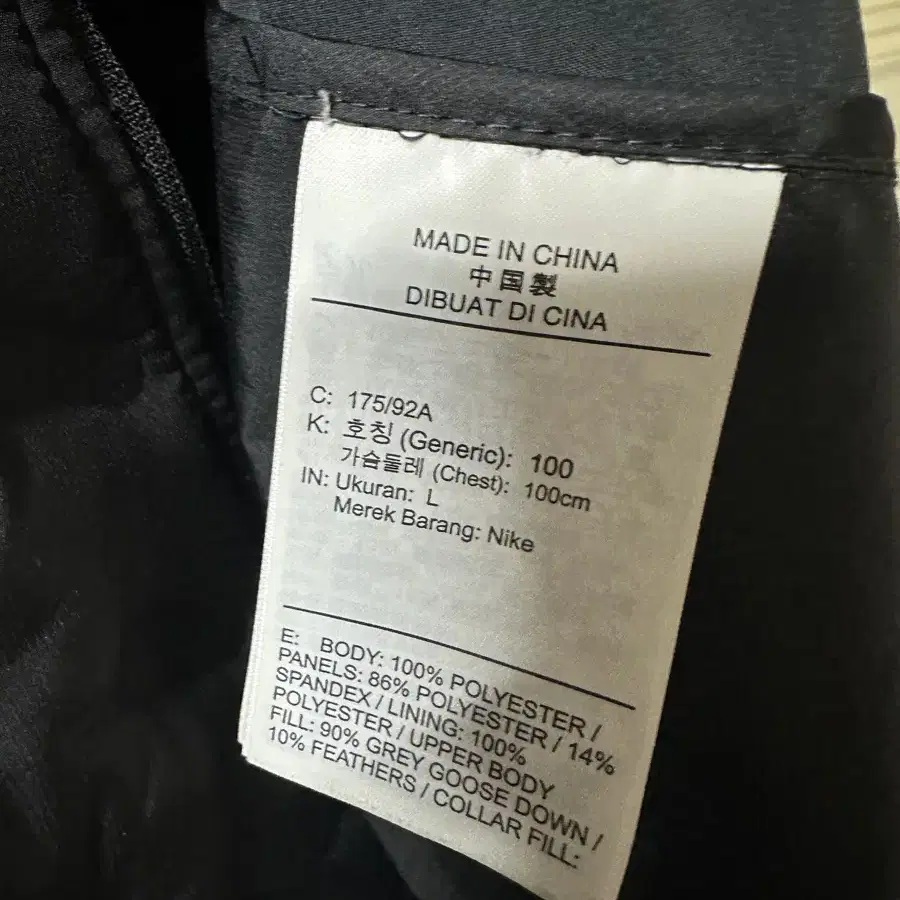 MADE IN CHINA
中国製
DIBUAT DI CINA
C: 175/92A
K: 호칭 (Generic): 100
가슴둘레 (Chest): 100cm
IN: Ukuran: L
Merek Barang: Nike
E: BODY: 100% POLYESTER /
PANELS: 86% POLYESTER / 14%
SPANDEX / LINING: 100%
POLYESTER / UPPER BODY
FILL: 90% GREY GOOSE DOWN /
10% FEATHERS / COLLAR FILL: